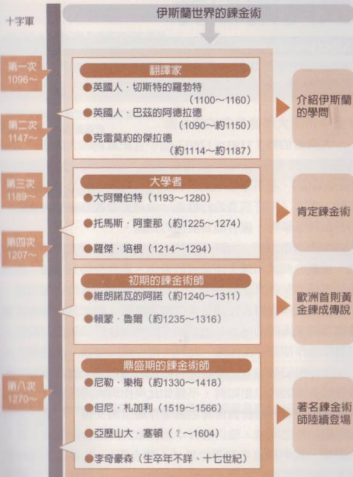 十字軍
伊斯蘭世界的鍊金術
第一次
1096～
第二次
1147～
第三次
1189～
第四次
1207～
第八次
1270～
翻譯家
●英國人．切斯特的羅勃特
（1100～1160）
●英國人．巴茲的阿德拉德
（1090～約1150）
●克雷莫約的傑拉德
（約1114～約1187）
介紹伊斯蘭
的學問
大學者
●大阿爾伯特（1193～1280）
●托馬斯．阿奎那（約1225～1274）
●羅傑．培根（1214～1294）
肯定鍊金術
初期的鍊金術師
●維朗諾瓦的阿諾（約1240～1311）
●賴蒙．魯爾（約1235～1316）
歐洲首則黃
金鍊成傳說
鼎盛期的鍊金術師
●尼勒．樂梅（約1330～1418）
●但尼．札加利（1519～1566）
●亞歷山大．塞頓（？～1604）
●李奇豪森（生卒年不詳、十七世紀）
著名鍊金術
師陸續登場